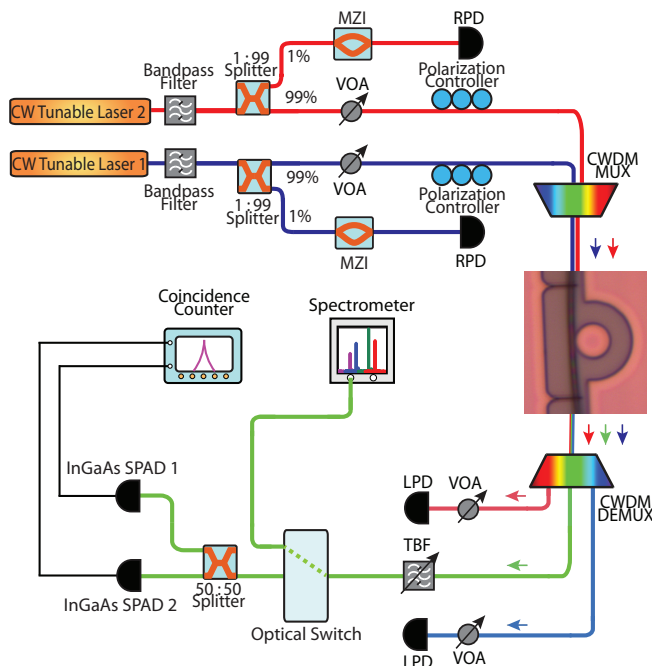 MZI
RPD
1 : 99
Splitter
1%
Bandpass
Filter
99%
VOA
Polarization
Controller
CW Tunable Laser 2
CW Tunable Laser 1
Bandpass
Filter
99%
VOA
Polarization
Controller
CWDM
MUX
1 : 99
Splitter
1%
MZI
RPD
Coincidence
Counter
Spectrometer
InGaAs SPAD 1
LPD
VOA
CWDM
DEMUX
TBF
InGaAs SPAD 2
50 : 50
Splitter
Optical Switch
LPD
VOA